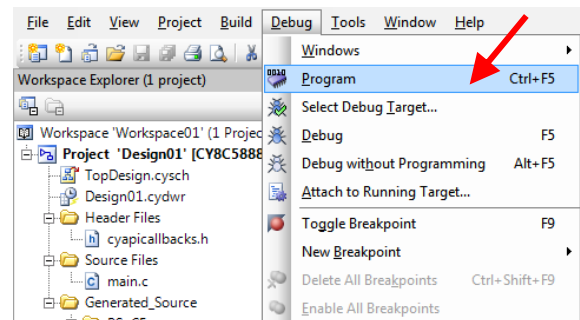 File Edit View Project Build Debug Tools Window Help
Windows
Workspace Explorer (1 project)
Program Ctrl+F5
Select Debug Target...
Workspace 'Workspace01' (1 Projec
Debug F5
Project 'Design01' [CY8C5888
Debug without Programming Alt+F5
TopDesign.cysch
Attach to Running Target...
Design01.cydwr
Header Files
Toggle Breakpoint F9
cyapicallbacks.h
New Breakpoint
Source Files
main.c
Delete All Breakpoints Ctrl+Shift+F9
Generated_Source
Enable All Breakpoints